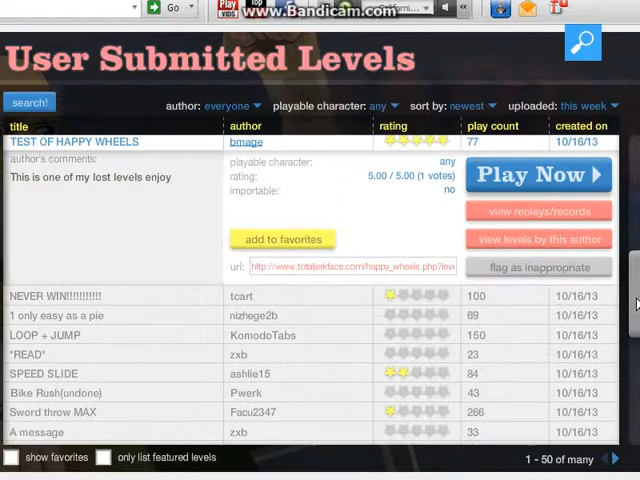 Go
Play
VIDS
Top
www.Bandicam.com
User Submitted Levels
search!
author: everyone
playable character: any
sort by: newest
uploaded: this week
title author rating play count created on
TEST OF HAPPY WHEELS bmage 77 10/16/13
author's comments:
This is one of my lost levels enjoy
playable character: any
rating: 5.00 / 5.00 (1 votes)
importable: no
Play Now
view replays/records
add to favorites
view levels by this author
url: http://www.totaljerkface.com/happy_wheels.php?leve
flag as inappropriate
NEVER WIN!!!!!!!!!!! tcart 100 10/16/13
1 only easy as a pie nizhege2b 69 10/16/13
LOOP + JUMP KomodoTabs 150 10/16/13
*READ* zxb 23 10/16/13
SPEED SLIDE ashlie15 84 10/16/13
Bike Rush(undone) Pwerk 43 10/16/13
Sword throw MAX Facu2347 266 10/16/13
A message zxb 33 10/16/13
show favorites
only list featured levels
1 - 50 of many